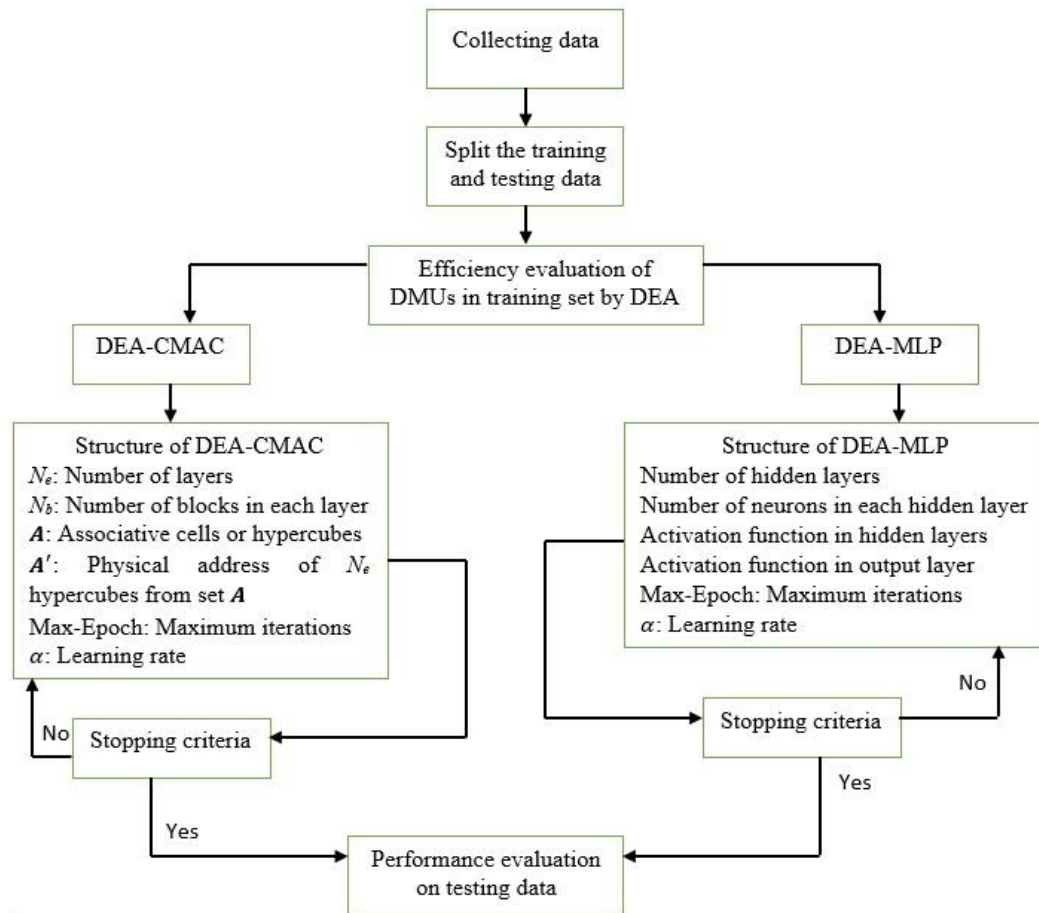 Collecting data
Split the training
and testing data
Efficiency evaluation of
DMUs in training set by DEA
DEA-CMAC
DEA-MLP
Structure of DEA-CMAC
Nₑ: Number of layers
N_b: Number of blocks in each layer
A: Associative cells or hypercubes
A′: Physical address of Nₑ
hypercubes from set A
Max-Epoch: Maximum iterations
α: Learning rate
Structure of DEA-MLP
Number of hidden layers
Number of neurons in each hidden layer
Activation function in hidden layers
Activation function in output layer
Max-Epoch: Maximum iterations
α: Learning rate
No
Stopping criteria
No
Stopping criteria
Yes
Yes
Performance evaluation
on testing data